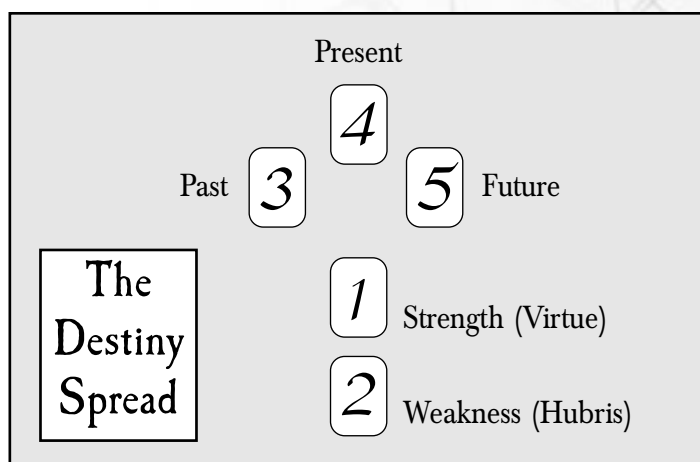 Present
4
Past 3 5 Future
The
Destiny
Spread
1 Strength (Virtue)
2 Weakness (Hubris)